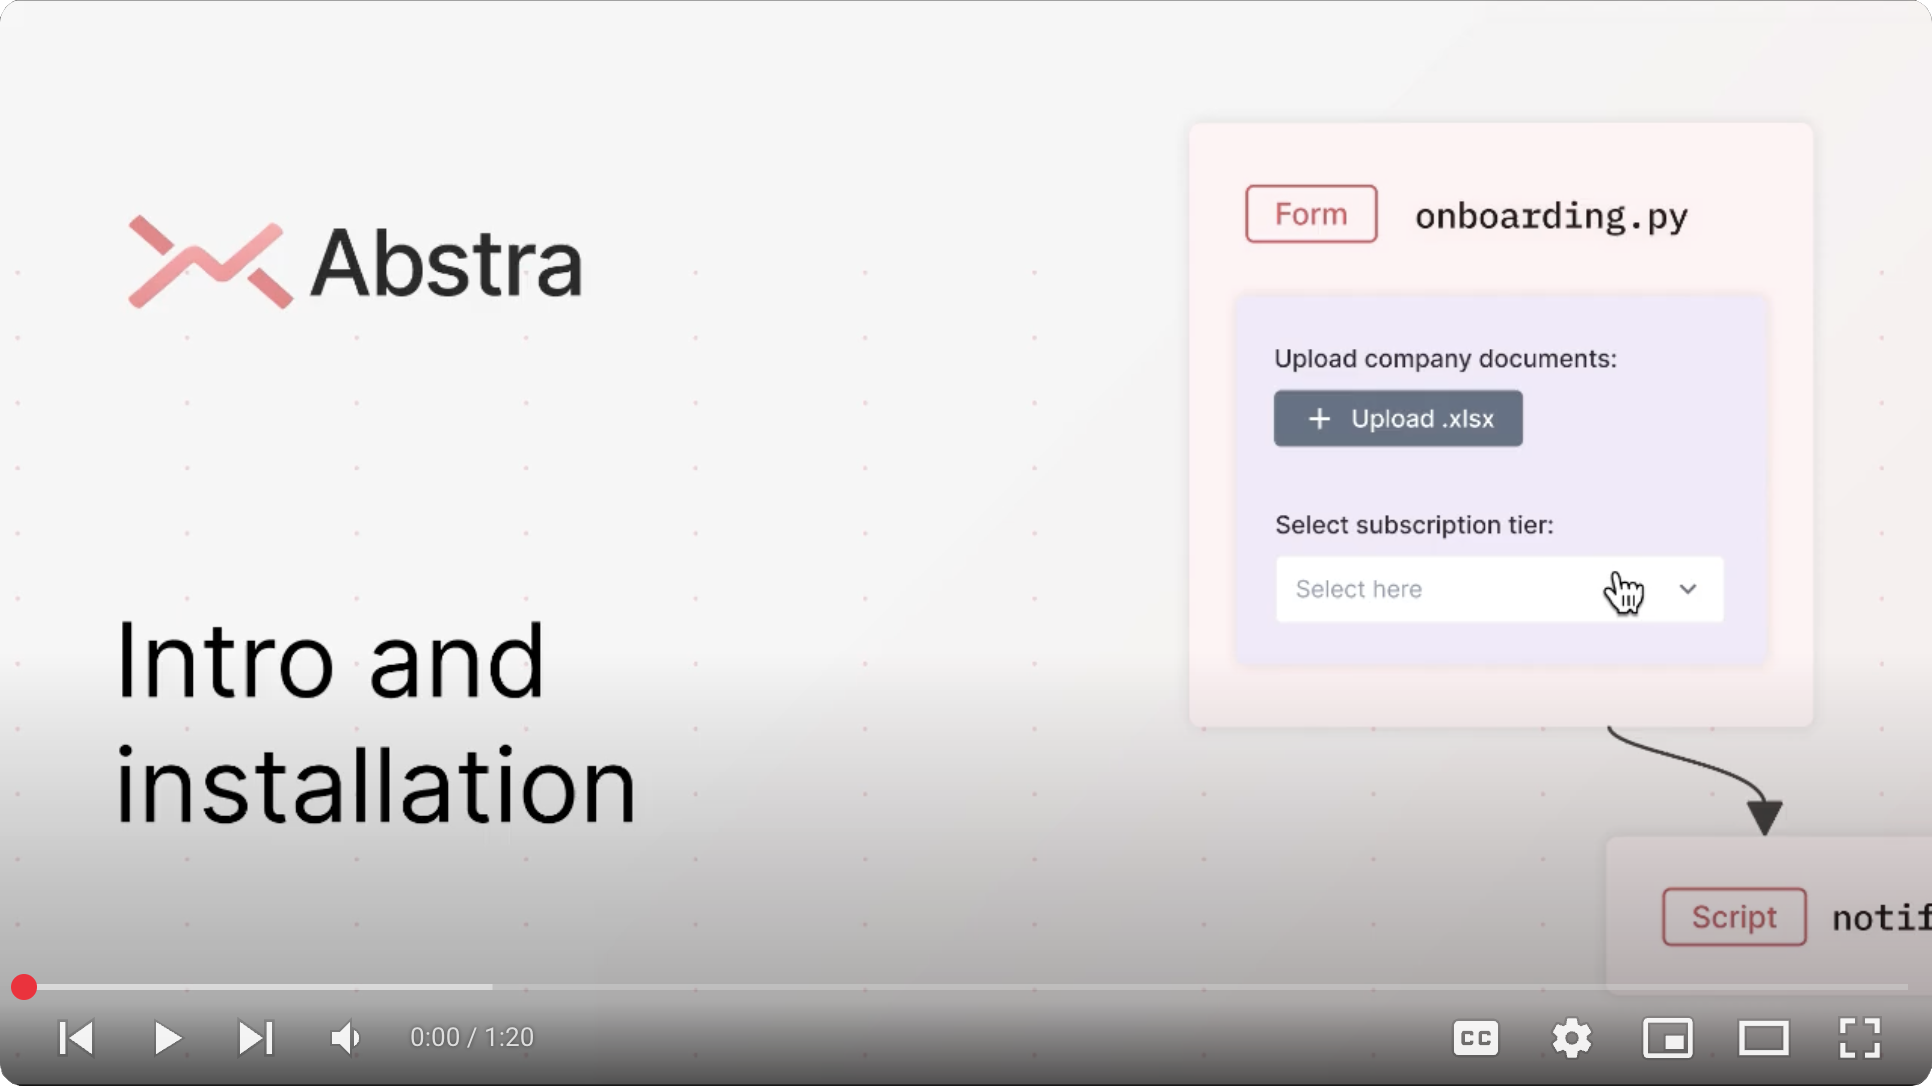 Abstra
Intro and
installation
Form onboarding.py
Upload company documents:
+ Upload .xlsx
Select subscription tier:
Select here
Script notif
0:00 / 1:20
CC